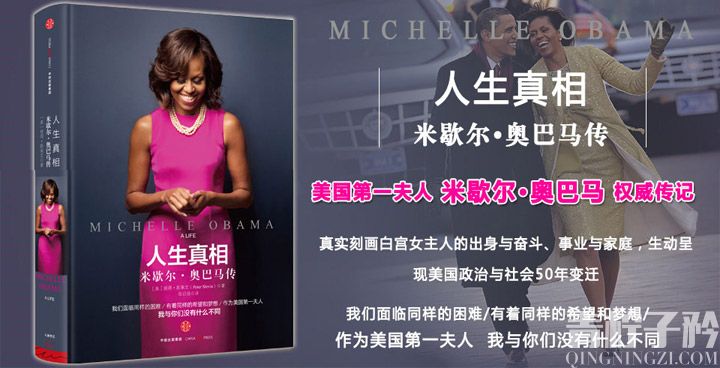 MICHELLE OBAMA
人生真相
米歇尔·奥巴马传
美国第一夫人 米歇尔·奥巴马 权威传记
真实刻画白宫女主人的出身与奋斗、事业与家庭，生动呈
现美国政治与社会50年变迁
我们面临同样的困难/有着同样的希望和梦想/
作为美国第一夫人 我与你们没有什么不同
青柠子矜
QINGNINGZI.COM
人生真相
米歇尔·奥巴马传
MICHELLE OBAMA
A LIFE
人生真相
米歇尔·奥巴马传
我们面临同样的困难/有着同样的希望和梦想/作为美国第一夫人
我与你们没有什么不同